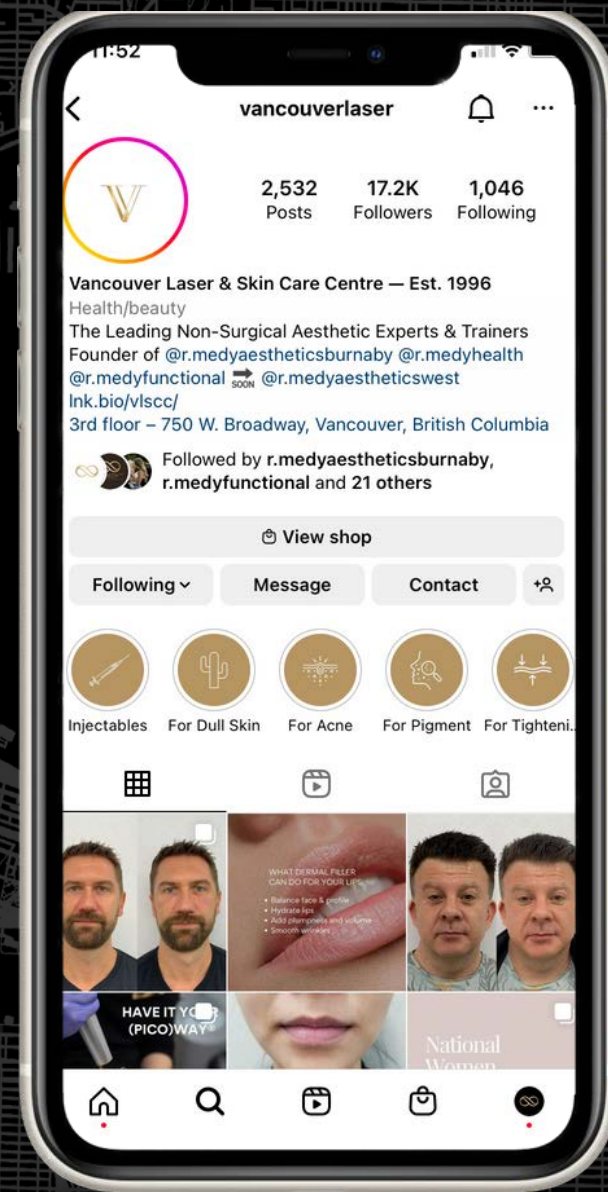 11:52
vancouverlaser
2,532 17.2K 1,046
Posts Followers Following
Vancouver Laser & Skin Care Centre — Est. 1996
Health/beauty
The Leading Non-Surgical Aesthetic Experts & Trainers
Founder of @r.medyaestheticsburnaby @r.medyhealth
@r.medyfunctional SOON @r.medyaestheticswest
lnk.bio/vlscc/
3rd floor – 750 W. Broadway, Vancouver, British Columbia
Followed by r.medyaestheticsburnaby,
r.medyfunctional and 21 others
View shop
Following Message Contact
Injectables For Dull Skin For Acne For Pigment For Tighteni..
WHAT DERMAL FILLER
CAN DO FOR YOUR LIPS
• Balance face & profile
• Hydrate lips
• Add plumpness and volume
• Smooth wrinkles
HAVE IT
(PICO)WAY®
National
Women